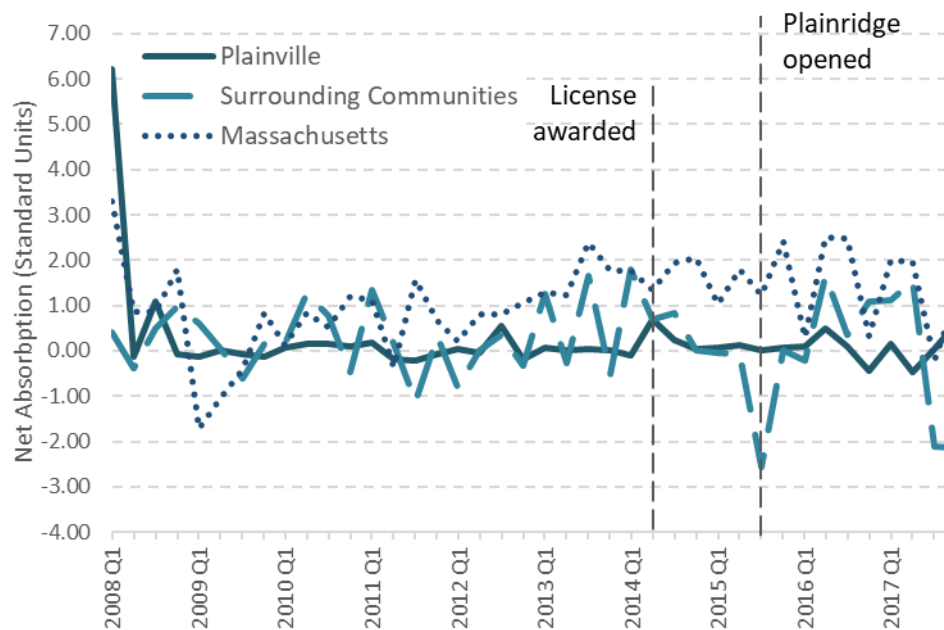 7.00
6.00
5.00
4.00
3.00
2.00
1.00
0.00
-1.00
-2.00
-3.00
-4.00
Net Absorption (Standard Units)
Plainville
Surrounding Communities
Massachusetts
License
awarded
Plainridge
opened
2008 Q1
2009 Q1
2010 Q1
2011 Q1
2012 Q1
2013 Q1
2014 Q1
2015 Q1
2016 Q1
2017 Q1